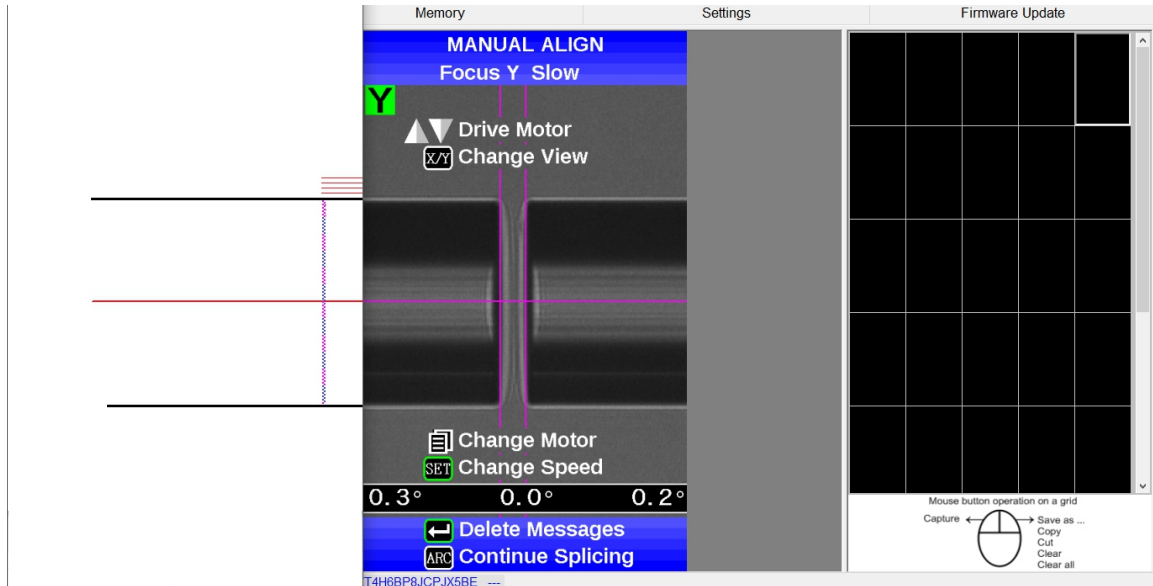 Memory Settings Firmware Update
MANUAL ALIGN
Focus Y Slow
Y
Drive Motor
X/Y Change View
Change Motor
SET Change Speed
0.3° 0.0° 0.2°
Delete Messages
ARC Continue Splicing
Mouse button operation on a grid
Capture
Save as ...
Copy
Cut
Clear
Clear all
T4H6BP8JCPJX5BE ---